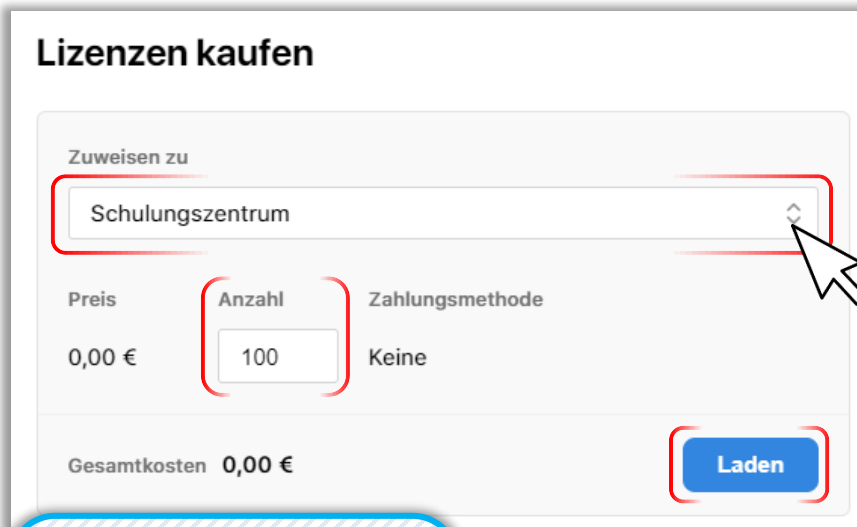 Lizenzen kaufen
Zuweisen zu
Schulungszentrum
Preis Anzahl Zahlungsmethode
0,00 € 100 Keine
Gesamtkosten 0,00 € Laden